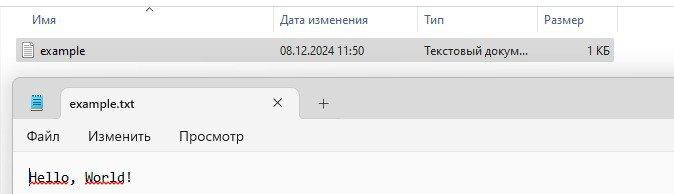 Имя Дата изменения Тип Размер
example 08.12.2024 11:50 Текстовый докум... 1 КБ
example.txt
Файл Изменить Просмотр
Hello, World!